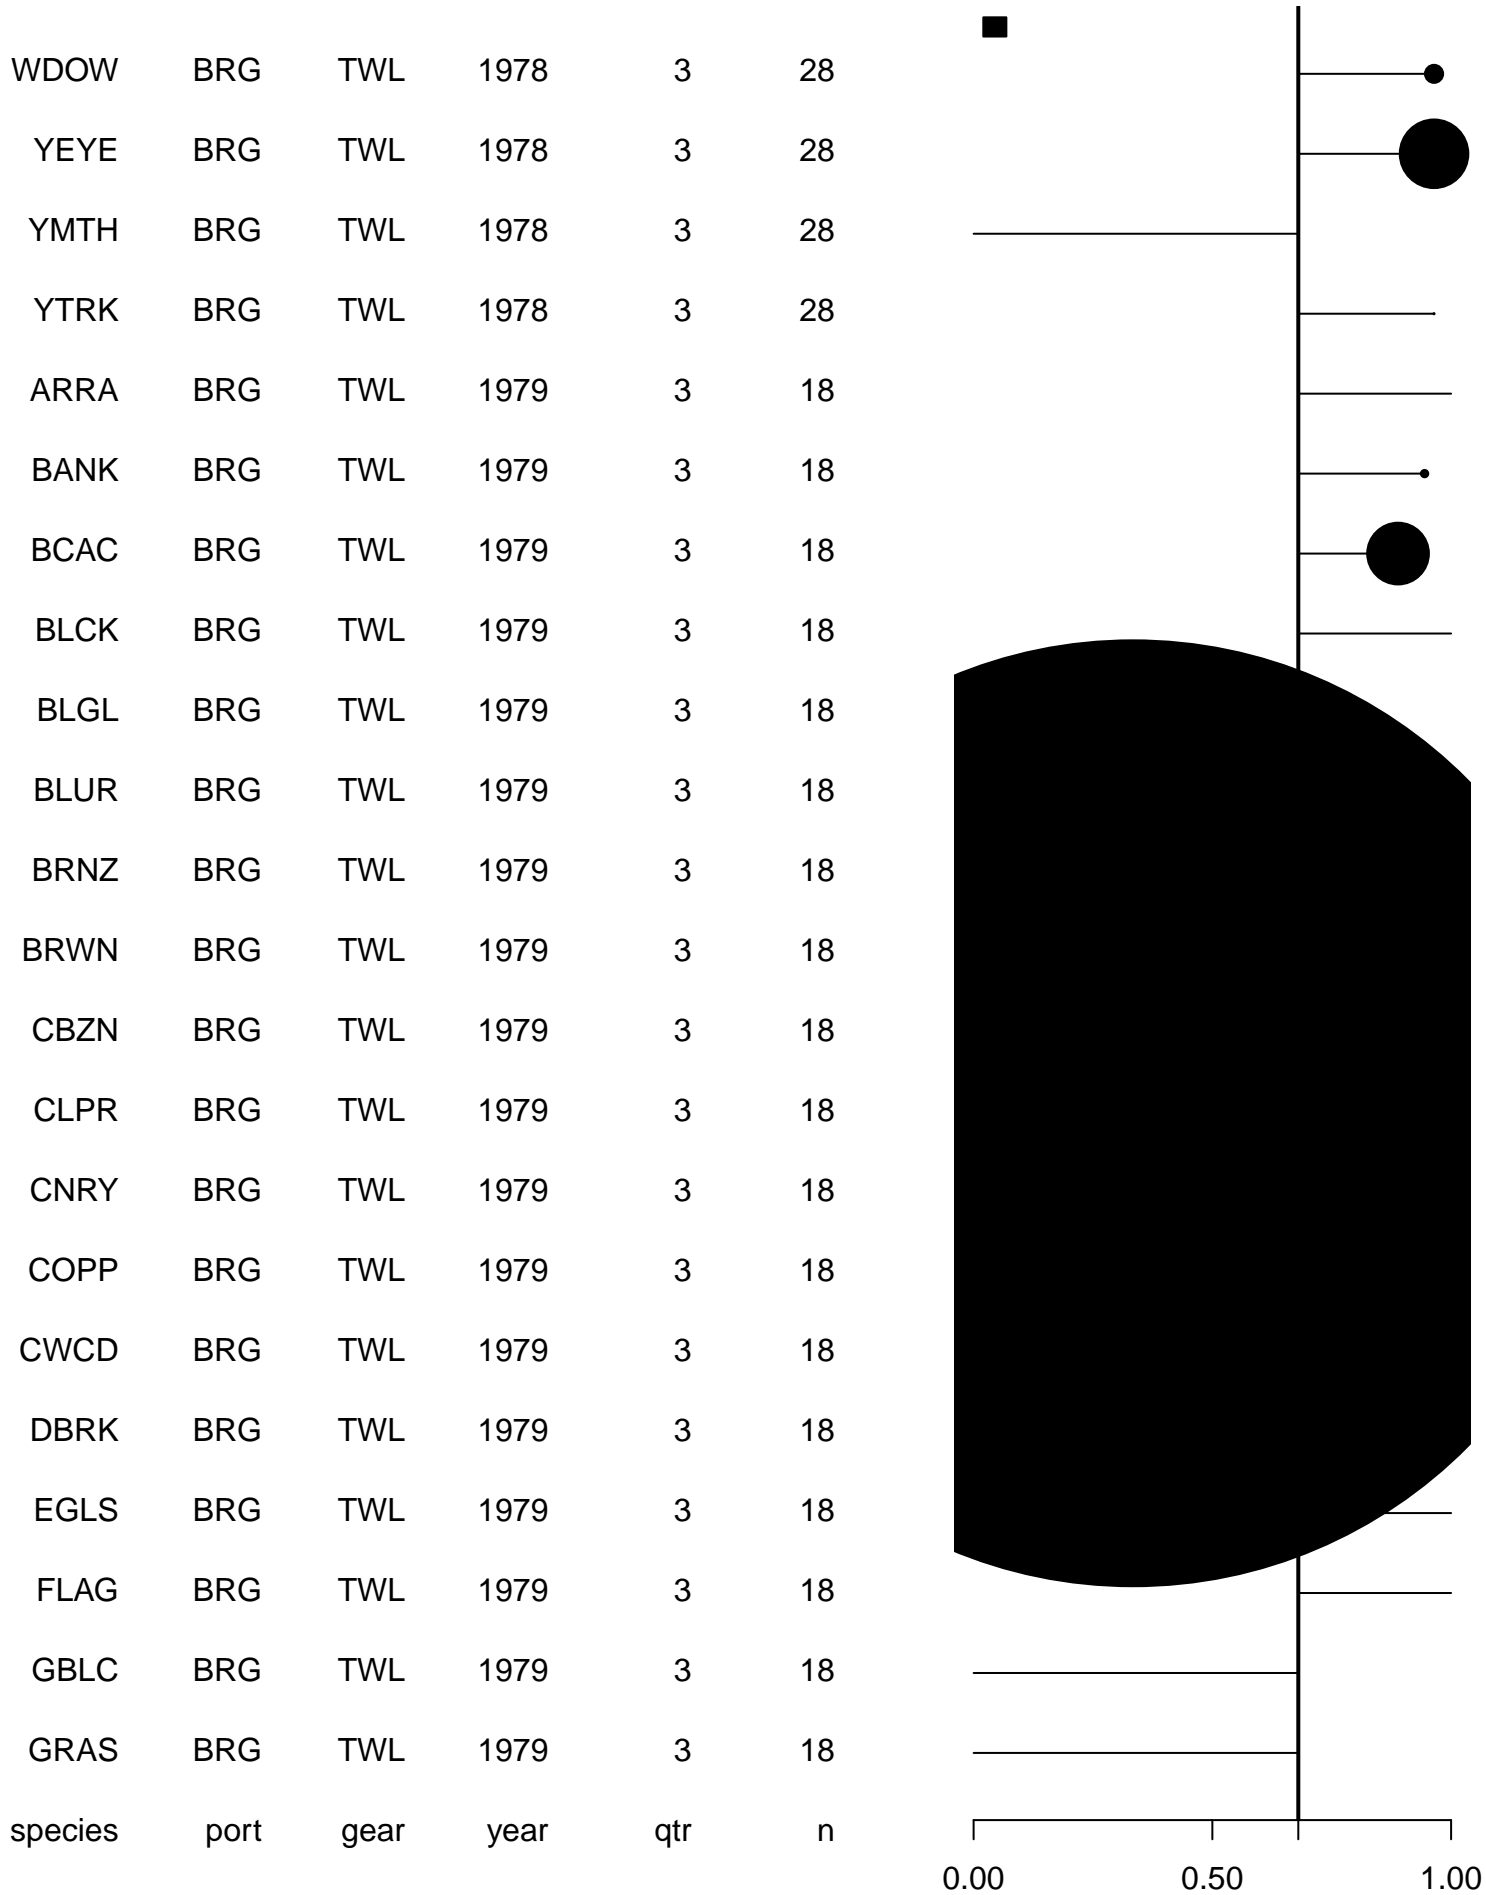 WDOW BRG TWL 1978 3 28
YEYE BRG TWL 1978 3 28
YMTH BRG TWL 1978 3 28
YTRK BRG TWL 1978 3 28
ARRA BRG TWL 1979 3 18
BANK BRG TWL 1979 3 18
BCAC BRG TWL 1979 3 18
BLCK BRG TWL 1979 3 18
BLGL BRG TWL 1979 3 18
BLUR BRG TWL 1979 3 18
BRNZ BRG TWL 1979 3 18
BRWN BRG TWL 1979 3 18
CBZN BRG TWL 1979 3 18
CLPR BRG TWL 1979 3 18
CNRY BRG TWL 1979 3 18
COPP BRG TWL 1979 3 18
CWCD BRG TWL 1979 3 18
DBRK BRG TWL 1979 3 18
EGLS BRG TWL 1979 3 18
FLAG BRG TWL 1979 3 18
GBLC BRG TWL 1979 3 18
GRAS BRG TWL 1979 3 18
species port gear year qtr n
0.00 0.50 1.00